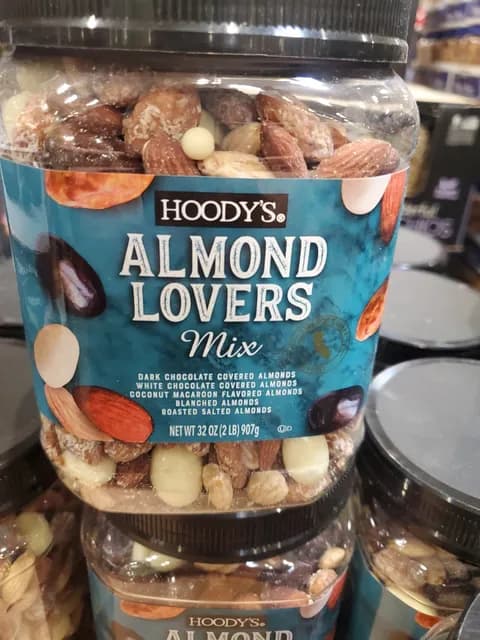 HOODY'S®
ALMOND
LOVERS
Mix
DARK CHOCOLATE COVERED ALMONDS
WHITE CHOCOLATE COVERED ALMONDS
COCONUT MACAROON FLAVORED ALMONDS
BLANCHED ALMONDS
ROASTED SALTED ALMONDS
NET WT 32 OZ (2 LB) 907g
HOODY'S®
ALMOND